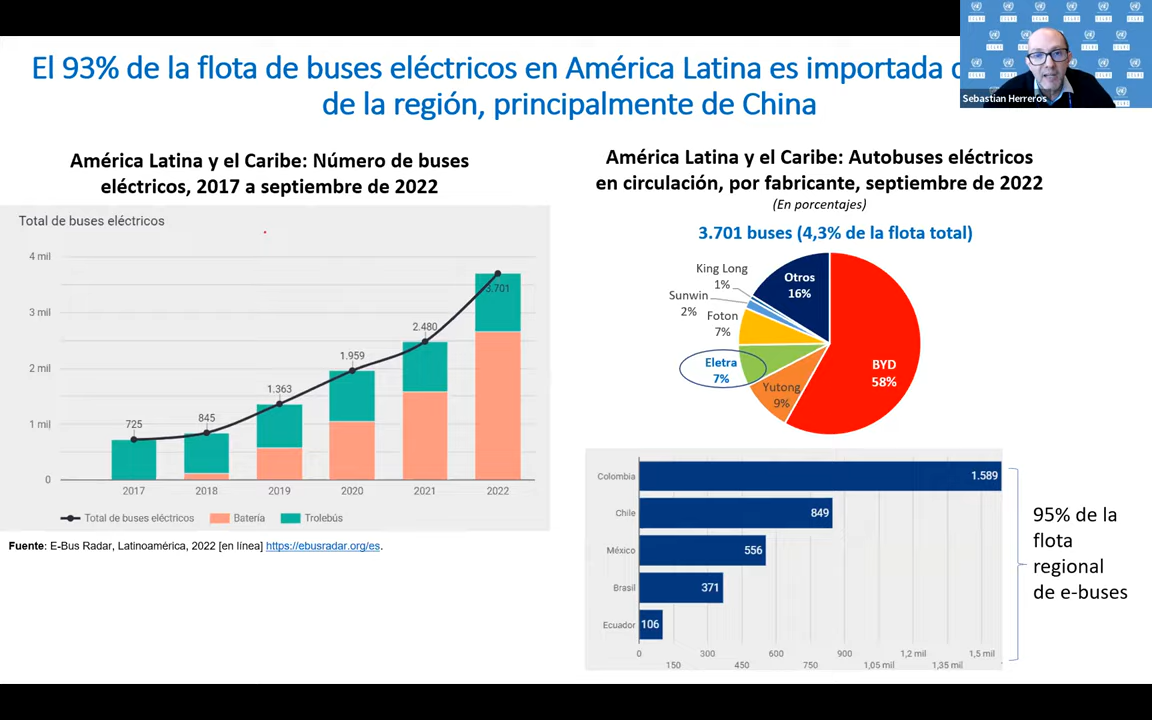 El 93% de la flota de buses eléctricos en América Latina es importada
de la región, principalmente de China
Sebastian Herreros
América Latina y el Caribe: Número de buses
eléctricos, 2017 a septiembre de 2022
Total de buses eléctricos
4 mil
3 mil
2 mil
1 mil
0
725
845
1.363
1.959
2.480
3.701
2017
2018
2019
2020
2021
2022
Total de buses eléctricos
Batería
Trolebús
Fuente: E-Bus Radar, Latinoamérica, 2022 [en línea] https://ebusradar.org/es.
América Latina y el Caribe: Autobuses eléctricos
en circulación, por fabricante, septiembre de 2022
(En porcentajes)
3.701 buses (4,3% de la flota total)
King Long
1%
Sunwin
2%
Foton
7%
Eletra
7%
Yutong
9%
Otros
16%
BYD
58%
Colombia
1.589
Chile
849
México
556
Brasil
371
Ecuador
106
0
150
300
450
600
750
900
1,05 mil
1,2 mil
1,35 mil
1,5 mil
95% de la
flota
regional
de e-buses